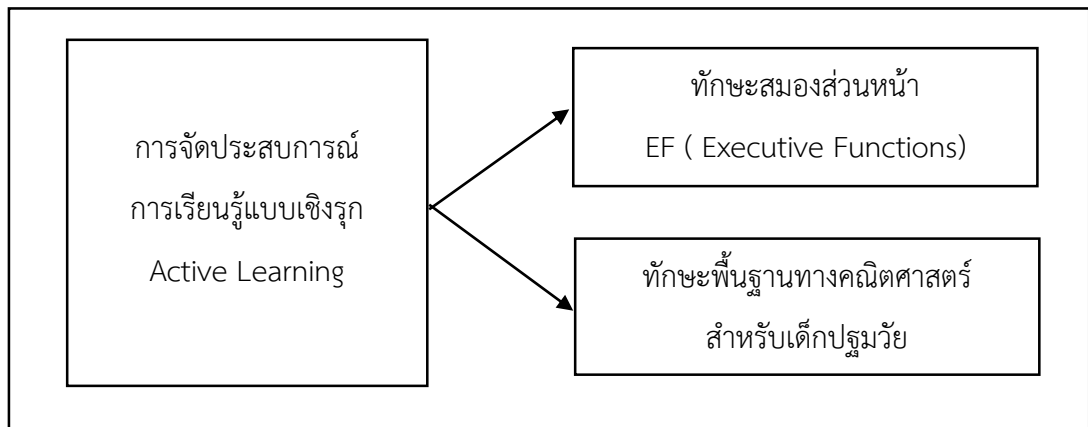 การจัดประสบการณ์
การเรียนรู้แบบเชิงรุก
Active Learning
ทักษะสมองส่วนหน้า
EF ( Executive Functions)
ทักษะพื้นฐานทางคณิตศาสตร์
สำหรับเด็กปฐมวัย